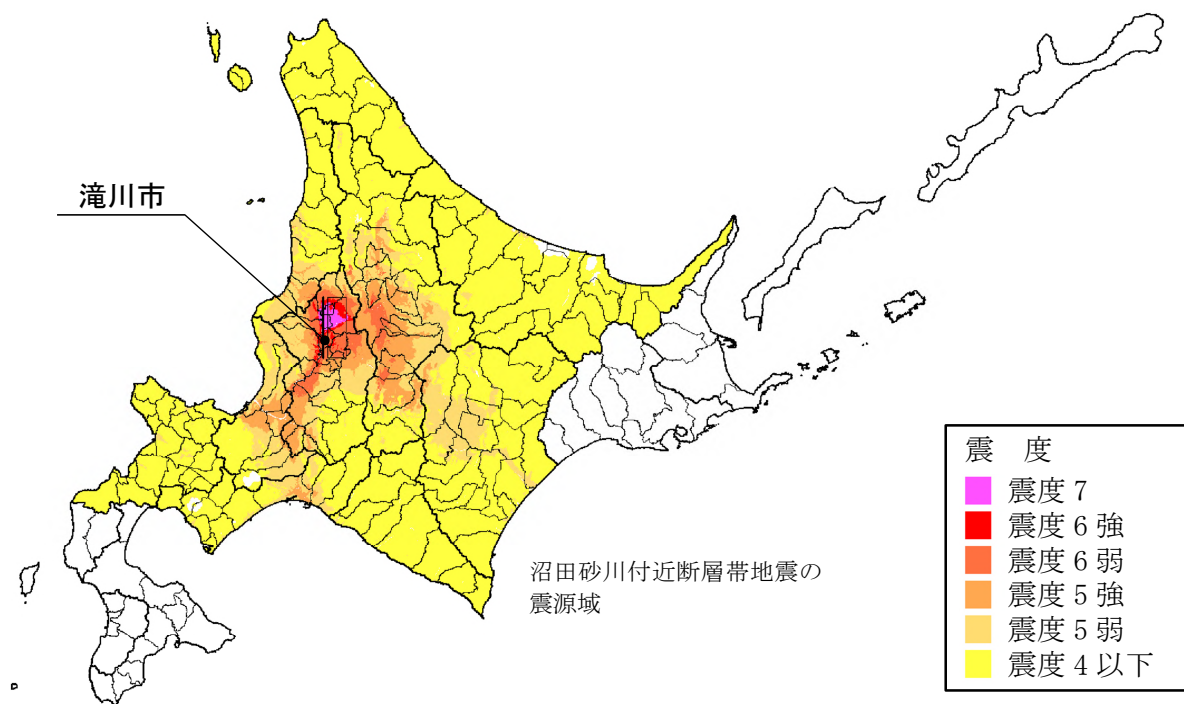 滝川市
沼田砂川付近断層帯地震の
震源域
震　度
震度７
震度６強
震度６弱
震度５強
震度５弱
震度４以下